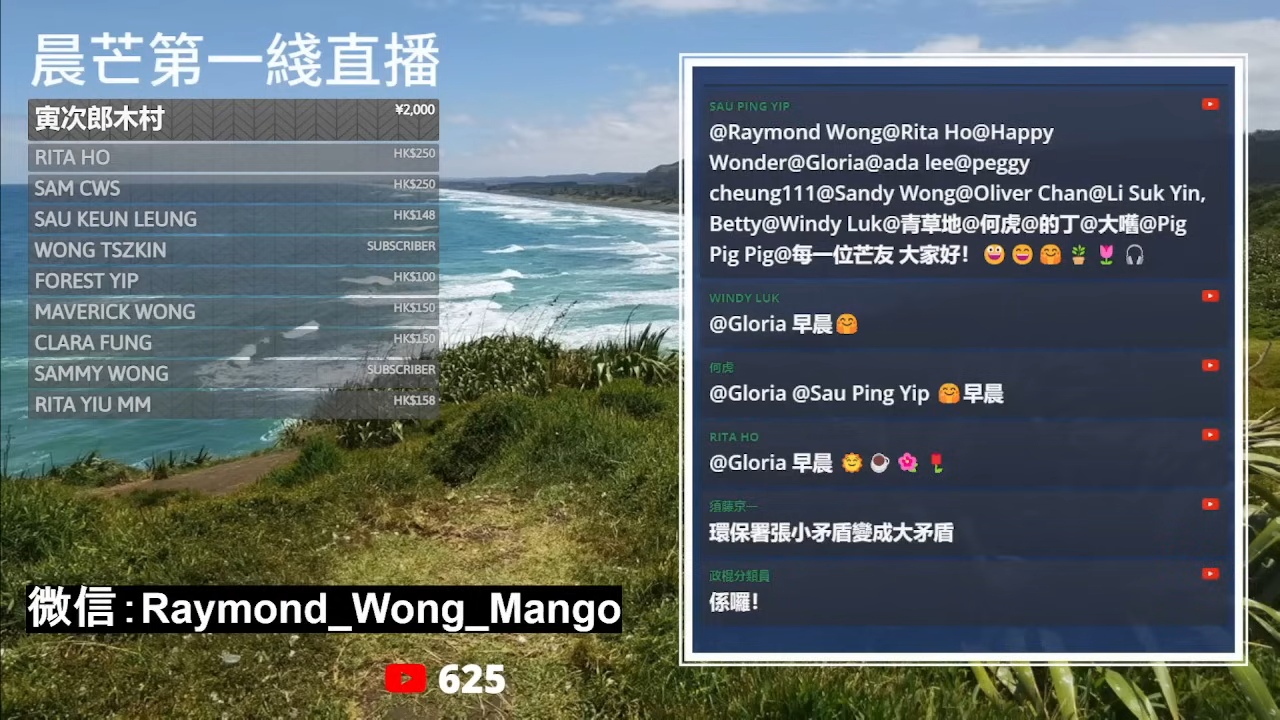 晨芒第一綫直播
寅次郎木村 ¥2,000
RITA HO HK$250
SAM CWS HK$250
SAU KEUN LEUNG HK$148
WONG TSZKIN SUBSCRIBER
FOREST YIP HK$100
MAVERICK WONG HK$150
CLARA FUNG HK$150
SAMMY WONG SUBSCRIBER
RITA YIU MM HK$158
微信:Raymond_Wong_Mango
625
SAU PING YIP
@Raymond Wong@Rita Ho@Happy
Wonder@Gloria@ada lee@peggy
cheung111@Sandy Wong@Oliver Chan@Li Suk Yin,
Betty@Windy Luk@青草地@何虎@的丁@大嚿@Pig
Pig Pig@每一位芒友 大家好! 😀😄🤗🪴🌷🎧
WINDY LUK
@Gloria 早晨🤗
何虎
@Gloria @Sau Ping Yip 🤗早晨
RITA HO
@Gloria 早晨 🌞 ☕ 🌺 🌹
須藤京一
環保署張小矛盾變成大矛盾
政棍分類員
係囉!